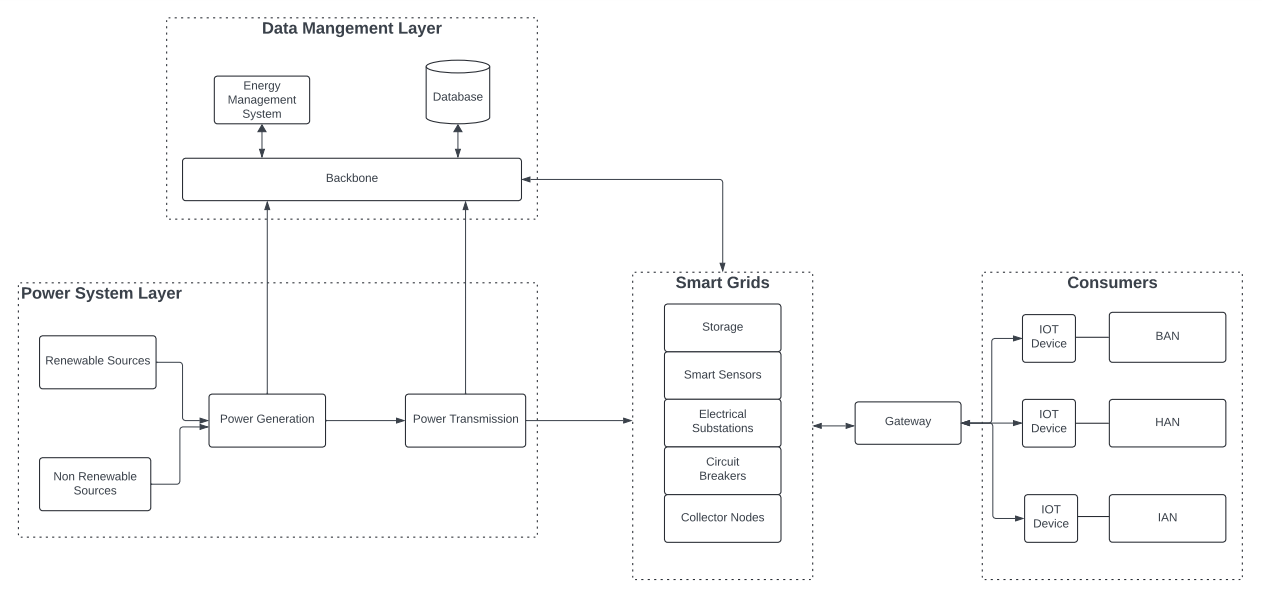 Data Mangement Layer
Energy
Management
System
Database
Backbone
Power System Layer
Renewable Sources
Non Renewable
Sources
Power Generation
Power Transmission
Smart Grids
Storage
Smart Sensors
Electrical
Substations
Circuit
Breakers
Collector Nodes
Gateway
Consumers
IOT
Device
BAN
IOT
Device
HAN
IOT
Device
IAN